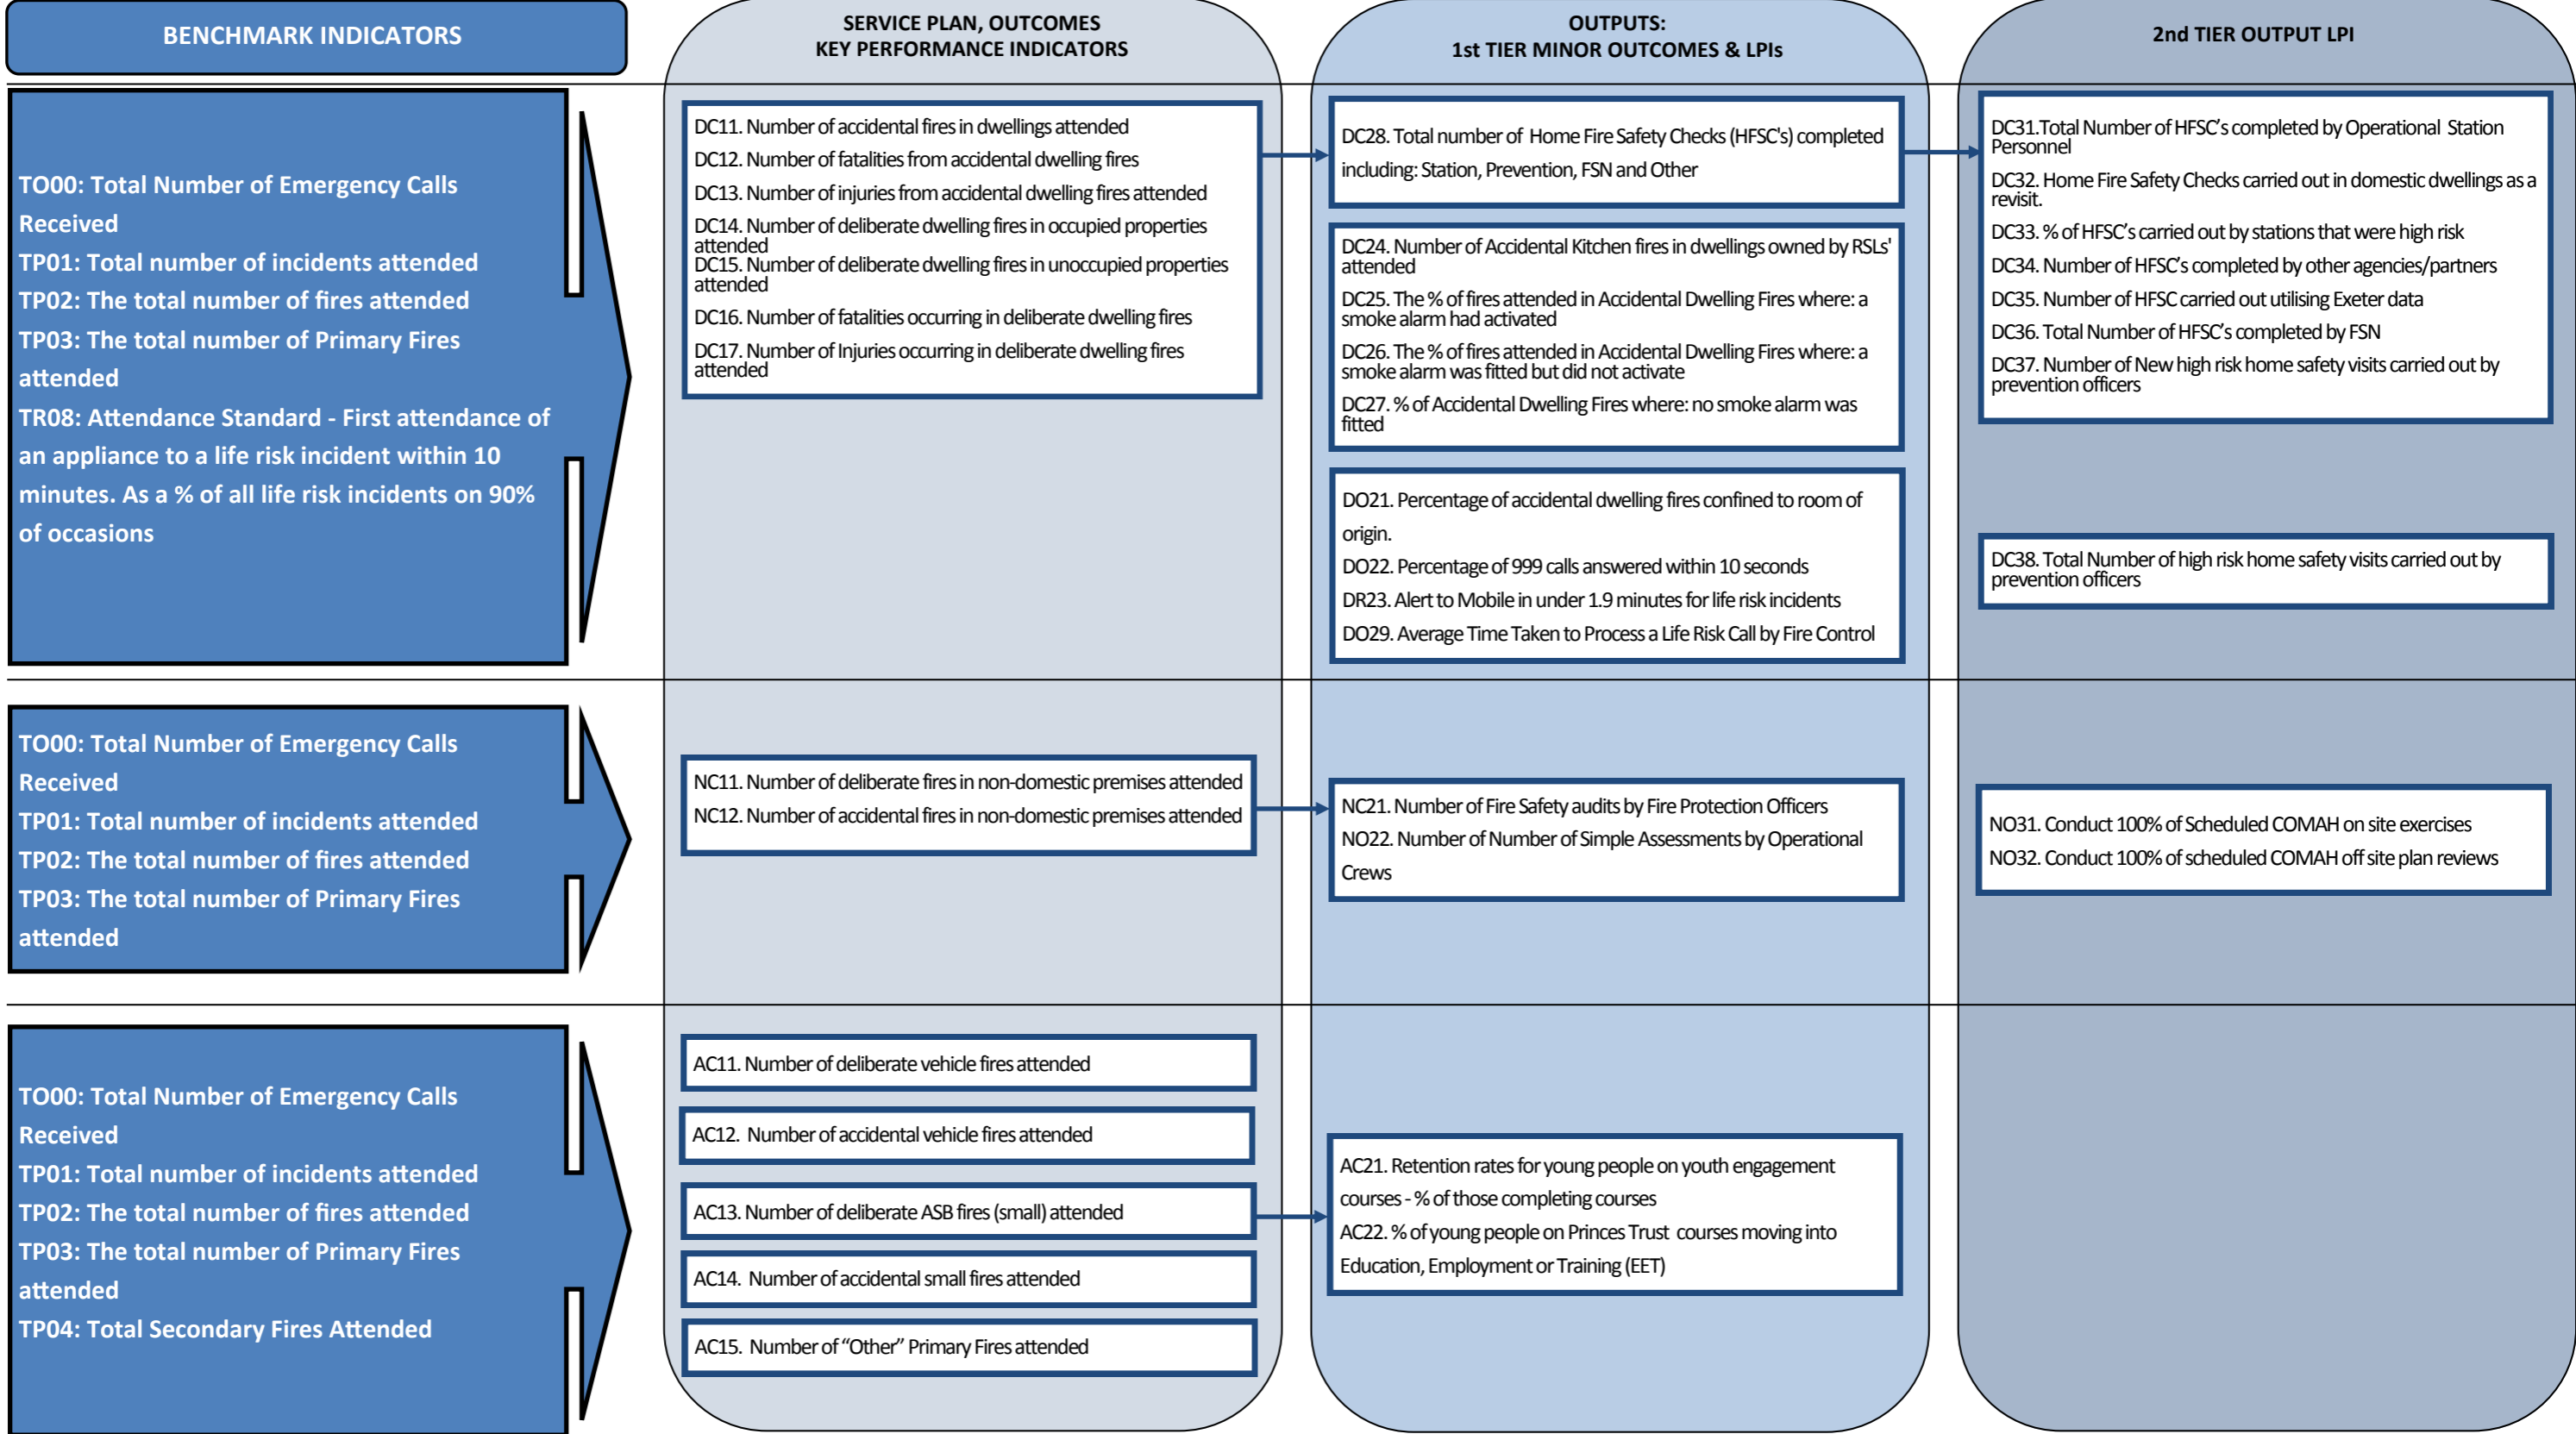 BENCHMARK INDICATORS
SERVICE PLAN, OUTCOMES
KEY PERFORMANCE INDICATORS
OUTPUTS:
1st TIER MINOR OUTCOMES & LPIs
2nd TIER OUTPUT LPI
TO00: Total Number of Emergency Calls
Received
TP01: Total number of incidents attended
TP02: The total number of fires attended
TP03: The total number of Primary Fires
attended
TR08: Attendance Standard - First attendance of
an appliance to a life risk incident within 10
minutes. As a % of all life risk incidents on 90%
of occasions
DC11. Number of accidental fires in dwellings attended
DC12. Number of fatalities from accidental dwelling fires
DC13. Number of injuries from accidental dwelling fires attended
DC14. Number of deliberate dwelling fires in occupied properties
attended
DC15. Number of deliberate dwelling fires in unoccupied properties
attended
DC16. Number of fatalities occurring in deliberate dwelling fires
DC17. Number of Injuries occurring in deliberate dwelling fires
attended
DC28. Total number of  Home Fire Safety Checks (HFSC's) completed
including: Station, Prevention, FSN and Other
DC24. Number of Accidental Kitchen fires in dwellings owned by RSLs'
attended
DC25. The % of fires attended in Accidental Dwelling Fires where: a
smoke alarm had activated
DC26. The % of fires attended in Accidental Dwelling Fires where: a
smoke alarm was fitted but did not activate
DC27. % of Accidental Dwelling Fires where: no smoke alarm was
fitted
DO21. Percentage of accidental dwelling fires confined to room of
origin.
DO22. Percentage of 999 calls answered within 10 seconds
DR23. Alert to Mobile in under 1.9 minutes for life risk incidents
DO29. Average Time Taken to Process a Life Risk Call by Fire Control
DC31.Total Number of HFSC’s completed by Operational  Station
Personnel
DC32. Home Fire Safety Checks carried out in domestic dwellings as a
revisit.
DC33. % of HFSC’s carried out by stations that were high risk
DC34. Number of HFSC’s completed by other agencies/partners
DC35. Number of HFSC carried out utilising Exeter data
DC36. Total Number of HFSC’s completed by FSN
DC37. Number of New high risk home safety visits carried out by
prevention officers
DC38. Total Number of high risk home safety visits carried out by
prevention officers
TO00: Total Number of Emergency Calls
Received
TP01: Total number of incidents attended
TP02: The total number of fires attended
TP03: The total number of Primary Fires
attended
NC11. Number of deliberate fires in non-domestic premises attended
NC12. Number of accidental fires in non-domestic premises attended
NC21. Number of Fire Safety audits by Fire Protection Officers
NO22. Number of Number of Simple Assessments by Operational
Crews
NO31. Conduct 100% of Scheduled COMAH on site exercises
NO32. Conduct 100% of scheduled COMAH off site plan reviews
TO00: Total Number of Emergency Calls
Received
TP01: Total number of incidents attended
TP02: The total number of fires attended
TP03: The total number of Primary Fires
attended
TP04: Total Secondary Fires Attended
AC11. Number of deliberate vehicle fires attended
AC12.  Number of accidental vehicle fires attended
AC13. Number of deliberate ASB fires (small) attended
AC14.  Number of accidental small fires attended
AC15.  Number of “Other” Primary Fires attended
AC21. Retention rates for young people on youth engagement
courses - % of those completing courses
AC22. % of young people on Princes Trust  courses moving into
Education, Employment or Training (EET)